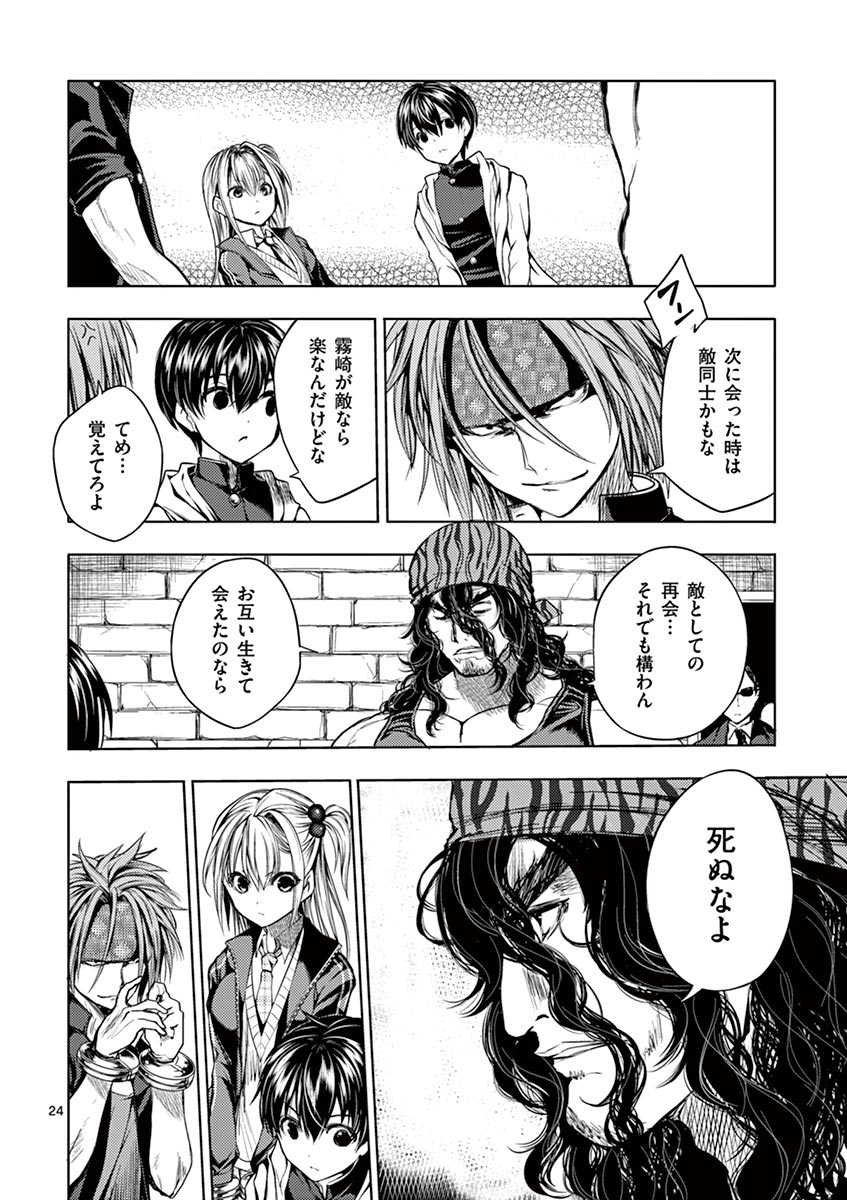 フン
次に会った時は
敵同士かもな
霧崎が敵なら
楽なんだけどな
てめ…
覚えてろよ
敵としての
再会…
それでも構わん
お互い生きて
会えたのなら
死ぬなよ
24